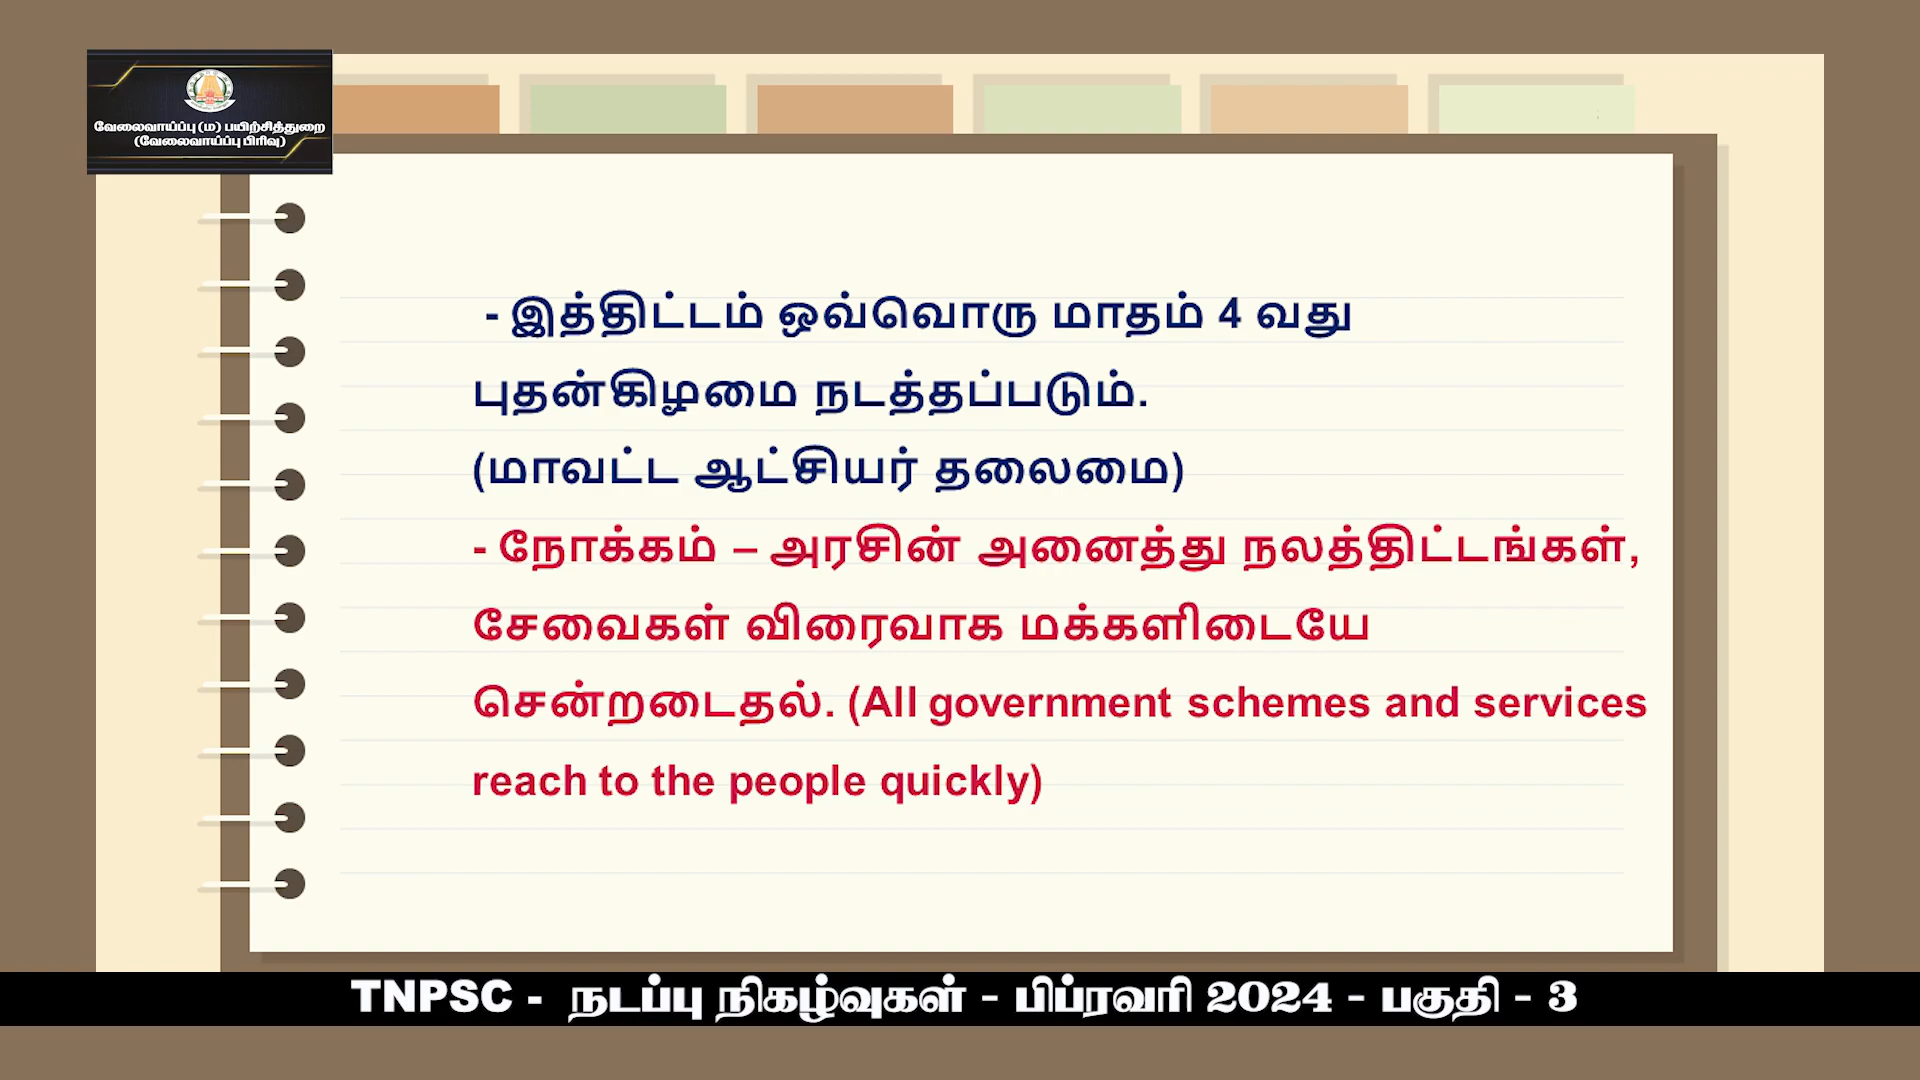 வேலைவாய்ப்பு (ம) பயிற்சித்துறை
(வேலைவாய்ப்பு பிரிவு)
- இத்திட்டம் ஒவ்வொரு மாதம் 4 வது
புதன்கிழமை நடத்தப்படும்.
(மாவட்ட ஆட்சியர் தலைமை)
- நோக்கம் – அரசின் அனைத்து நலத்திட்டங்கள்,
சேவைகள் விரைவாக மக்களிடையே
சென்றடைதல். (All government schemes and services
reach to the people quickly)
TNPSC - நடப்பு நிகழ்வுகள் - பிப்ரவரி 2024 - பகுதி - 3